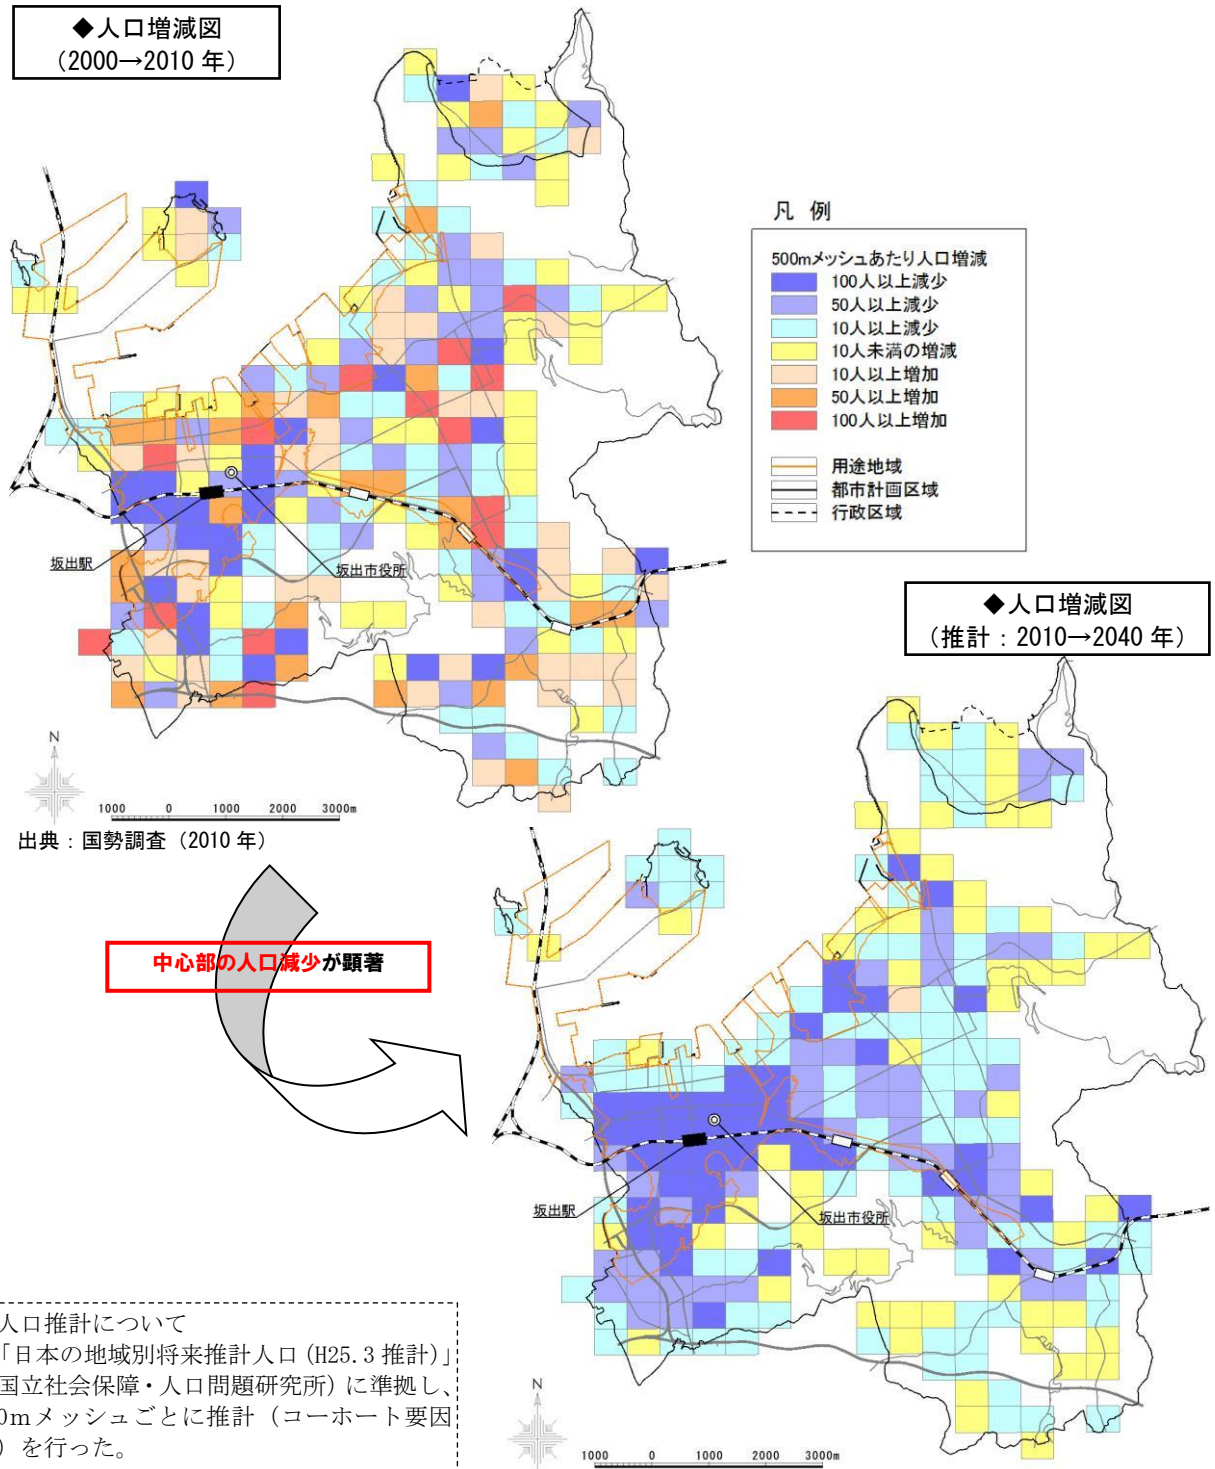 ◆人口増減図
（2000→2010 年）
凡 例
500mメッシュあたり人口増減
100人以上減少
50人以上減少
10人以上減少
10人未満の増減
10人以上増加
50人以上増加
100人以上増加
用途地域
都市計画区域
行政区域
坂出駅
坂出市役所
◆人口増減図
（推計：2010→2040 年）
N
1000 0 1000 2000 3000m
出典：国勢調査（2010 年）
中心部の人口減少が顕著
坂出駅
坂出市役所
人口推計について
「日本の地域別将来推計人口（H25.3 推計）」
国立社会保障・人口問題研究所）に準拠し、
0ｍメッシュごとに推計（コーホート要因
）を行った。
N
1000 0 1000 2000 3000m